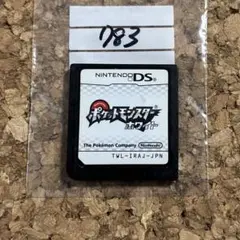 783
NINTENDO DS
ポケットモンスター
The Pokémon Company
Nintendo
TWL-IRAJ-JPN